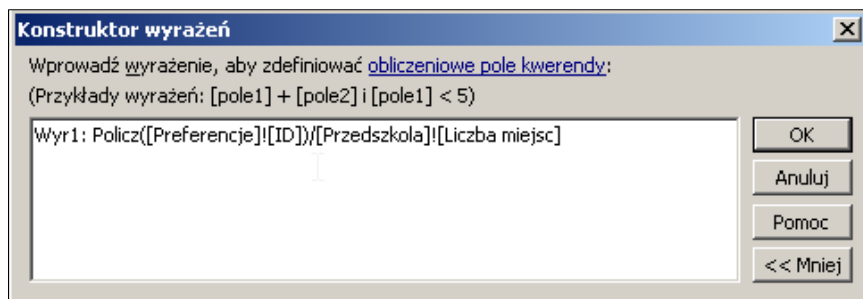 Konstruktor wyrażeń
Wprowadź wyrażenie, aby zdefiniować obliczeniowe pole kwerendy:
(Przykłady wyrażeń: [pole1] + [pole2] i [pole1] < 5)
Wyr1: Policz([Preferencje]![ID])/[Przedszkola]![Liczba miejsc]
OK
Anuluj
Pomoc
<< Mniej